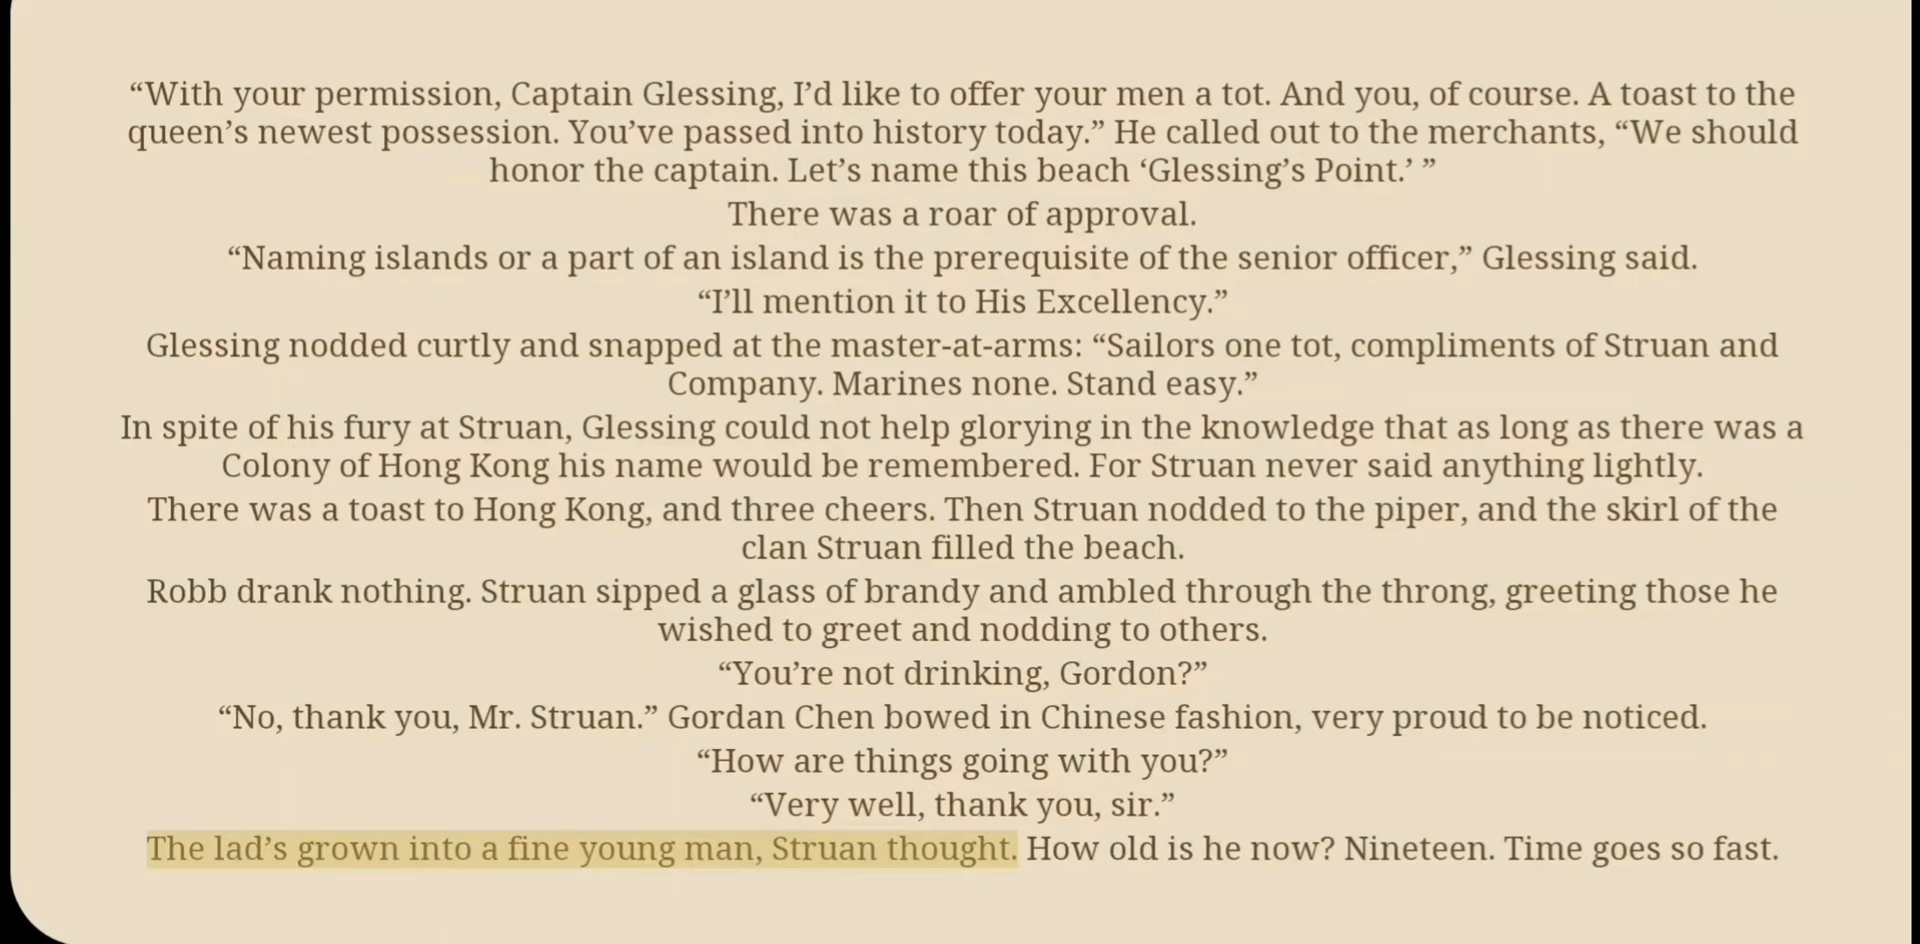 “With your permission, Captain Glessing, I’d like to offer your men a tot. And you, of course. A toast to the
queen’s newest possession. You’ve passed into history today.” He called out to the merchants, “We should
honor the captain. Let’s name this beach ‘Glessing’s Point.’ ”
There was a roar of approval.
“Naming islands or a part of an island is the prerequisite of the senior officer,” Glessing said.
“I’ll mention it to His Excellency.”
Glessing nodded curtly and snapped at the master-at-arms: “Sailors one tot, compliments of Struan and
Company. Marines none. Stand easy.”
In spite of his fury at Struan, Glessing could not help glorying in the knowledge that as long as there was a
Colony of Hong Kong his name would be remembered. For Struan never said anything lightly.
There was a toast to Hong Kong, and three cheers. Then Struan nodded to the piper, and the skirl of the
clan Struan filled the beach.
Robb drank nothing. Struan sipped a glass of brandy and ambled through the throng, greeting those he
wished to greet and nodding to others.
“You’re not drinking, Gordon?”
“No, thank you, Mr. Struan.” Gordan Chen bowed in Chinese fashion, very proud to be noticed.
“How are things going with you?”
“Very well, thank you, sir.”
The lad’s grown into a fine young man, Struan thought. How old is he now? Nineteen. Time goes so fast.